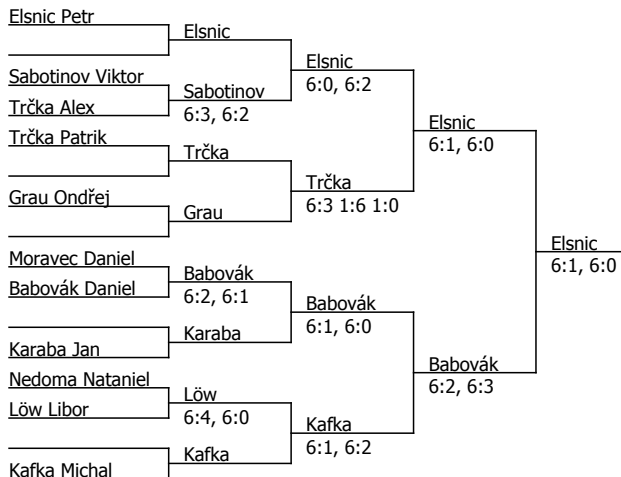 Elsnic Petr
Elsnic
Sabotinov Viktor
Trčka Alex
Sabotinov
6:3, 6:2
Elsnic
6:0, 6:2
Trčka Patrik
Trčka
Grau Ondřej
Grau
Trčka
6:3 1:6 1:0
Elsnic
6:1, 6:0
Moravec Daniel
Babovák Daniel
Babovák
6:2, 6:1
Karaba Jan
Karaba
Babovák
6:1, 6:0
Nedoma Nataniel
Löw Libor
Löw
6:4, 6:0
Kafka Michal
Kafka
Kafka
6:1, 6:2
Babovák
6:2, 6:3
Elsnic
6:1, 6:0